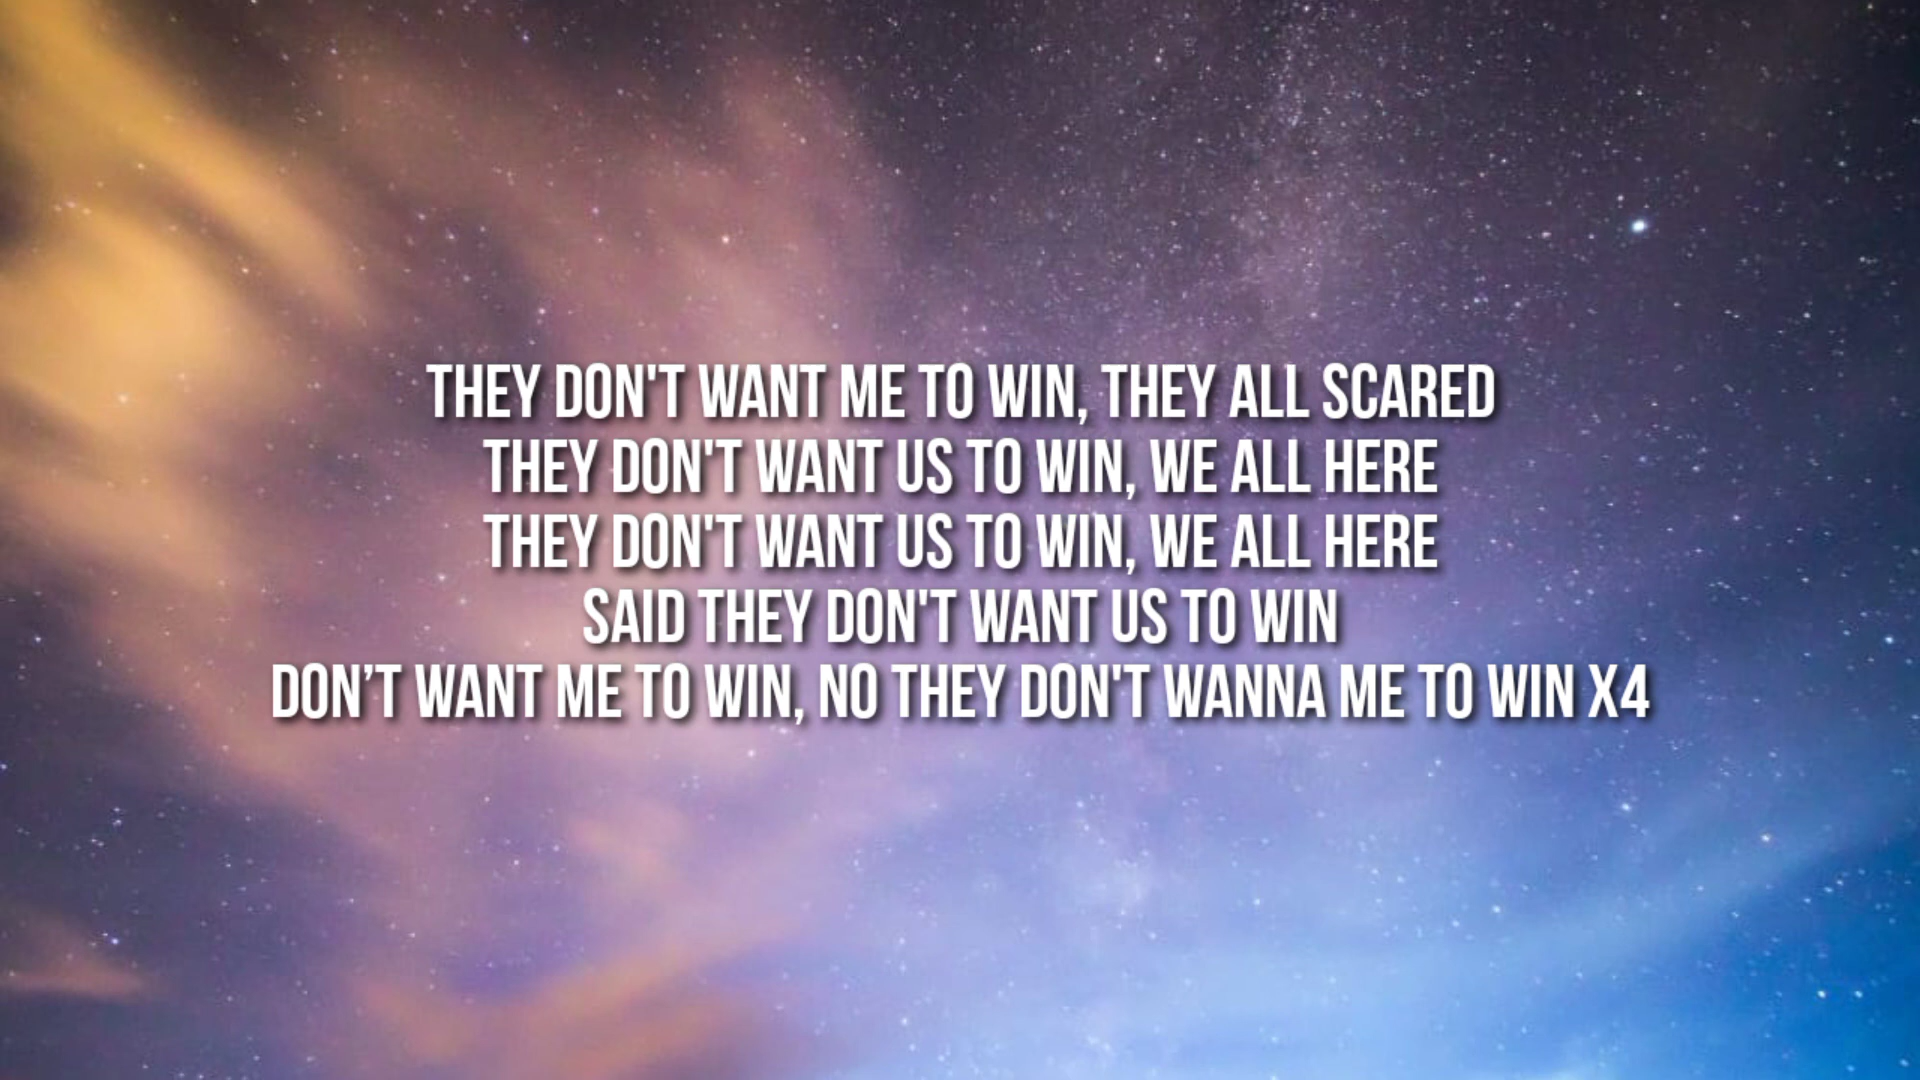 THEY DON'T WANT ME TO WIN, THEY ALL SCARED
THEY DON'T WANT US TO WIN, WE ALL HERE
THEY DON'T WANT US TO WIN, WE ALL HERE
SAID THEY DON'T WANT US TO WIN
DON’T WANT ME TO WIN, NO THEY DON'T WANNA ME TO WIN X4